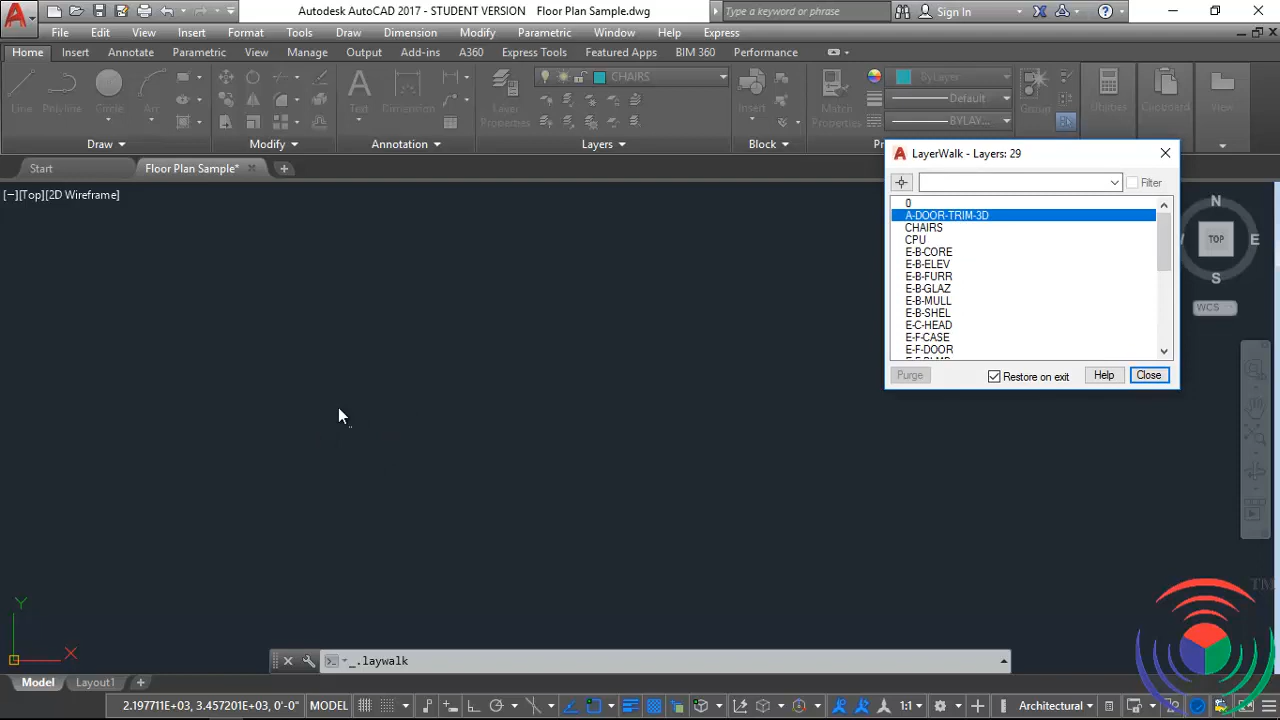 Autodesk AutoCAD 2017 - STUDENT VERSION Floor Plan Sample.dwg
Type a keyword or phrase
Sign In
File Edit View Insert Format Tools Draw Dimension Modify Parametric Window Help Express
Home Insert Annotate Parametric View Manage Output Add-ins A360 Express Tools Featured Apps BIM 360 Performance
CHAIRS
ByLayer
Line Polyline Circle Arc
Text Dimension
Layer Properties
Insert
Match Properties
Default
BYLAY...
Group
Utilities
Clipboard
View
Draw Modify Annotation Layers Block
Start Floor Plan Sample*
[−][Top][2D Wireframe]
LayerWalk - Layers: 29
Filter
0
A-DOOR-TRIM-3D
CHAIRS
CPU
E-B-CORE
E-B-ELEV
E-B-FURR
E-B-GLAZ
E-B-MULL
E-B-SHEL
E-C-HEAD
E-F-CASE
E-F-DOOR
Purge
Restore on exit
Help
Close
N
TOP
E
S
WCS
TM
Y
X
_.laywalk
Model Layout1
2.197711E+03, 3.457201E+03, 0'-0" MODEL
1:1
Architectural